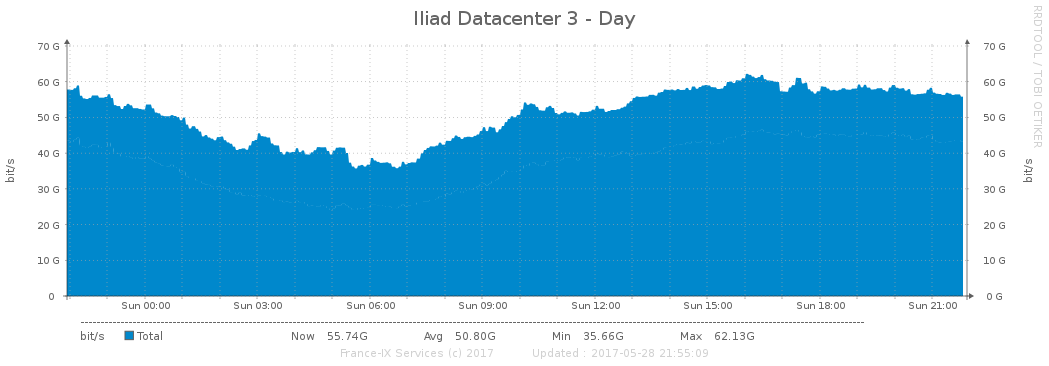 Iliad Datacenter 3 - Day
RRDTOOL / TOBI OETIKER
70 G 70 G
60 G 60 G
50 G 50 G
40 G 40 G
30 G 30 G
20 G 20 G
10 G 10 G
0 0 G
bit/s
bit/s
Sun 00:00 Sun 03:00 Sun 06:00 Sun 09:00 Sun 12:00 Sun 15:00 Sun 18:00 Sun 21:00
bit/s Total Now 55.74G Avg 50.80G Min 35.66G Max 62.13G
France-IX Services (c) 2017 Updated : 2017-05-28 21:55:09